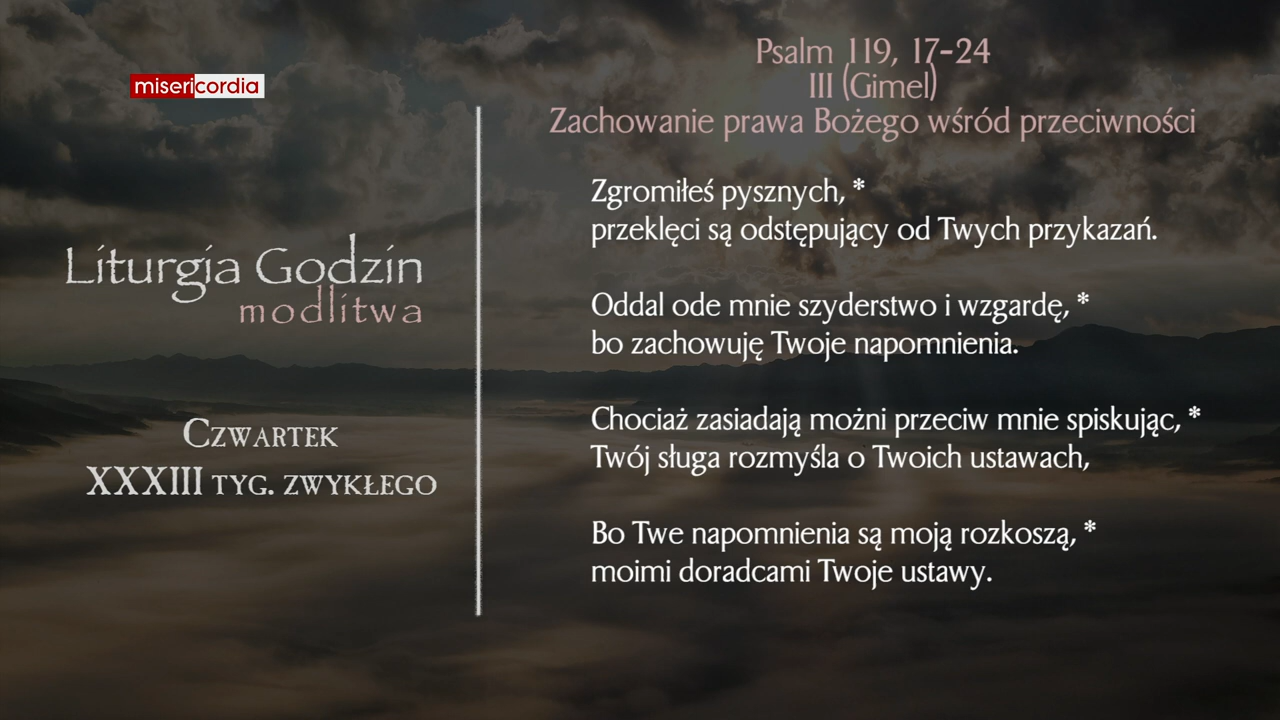 misericordia
Liturgia Godzin
modlitwa
Czwartek
XXXIII tyg. zwykłego
Psalm 119, 17-24
III (Gimel)
Zachowanie prawa Bożego wśród przeciwności
Zgromiłeś pysznych, *
przeklęci są odstępujący od Twych przykazań.
Oddal ode mnie szyderstwo i wzgardę, *
bo zachowuję Twoje napomnienia.
Chociaż zasiadają możni przeciw mnie spiskując, *
Twój sługa rozmyśla o Twoich ustawach,
Bo Twe napomnienia są moją rozkoszą, *
moimi doradcami Twoje ustawy.